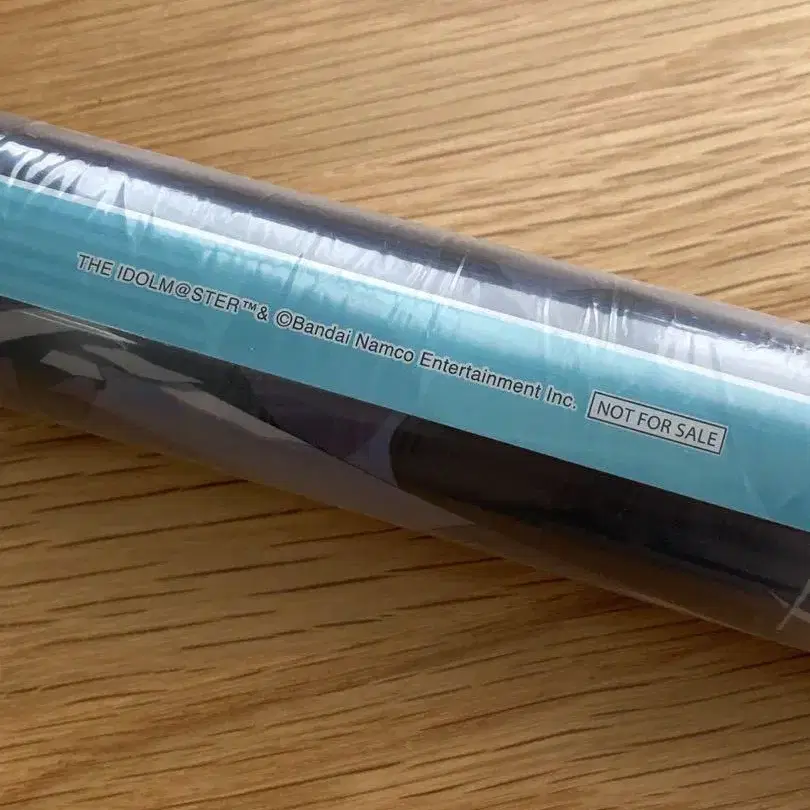 THE IDOLM@STER™& ©Bandai Namco Entertainment Inc. NOT FOR SALE